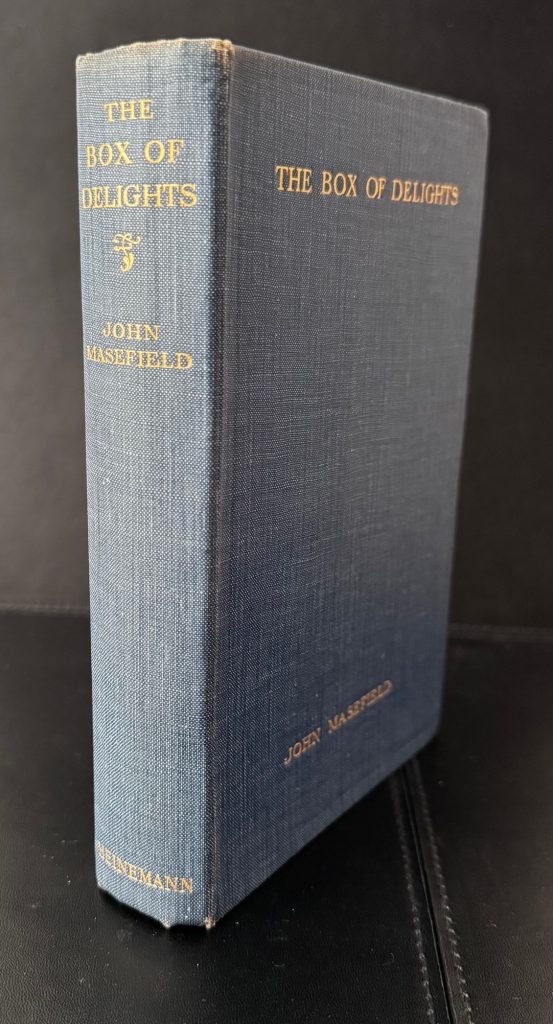 THE
BOX OF
DELIGHTS
JOHN
MASEFIELD
HEINEMANN
THE BOX OF DELIGHTS
JOHN MASEFIELD